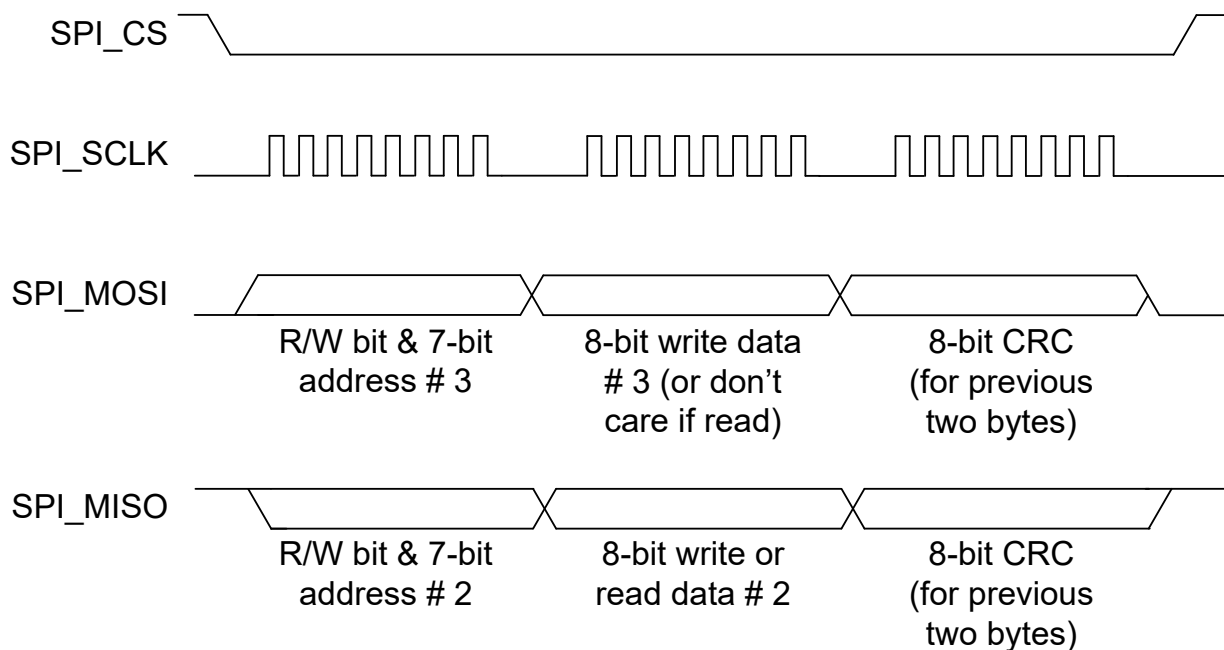 SPI_CS
SPI_SCLK
SPI_MOSI
R/W bit & 7-bit
address # 3
8-bit write data
# 3 (or don’t
care if read)
8-bit CRC
(for previous
two bytes)
SPI_MISO
R/W bit & 7-bit
address # 2
8-bit write or
read data # 2
8-bit CRC
(for previous
two bytes)